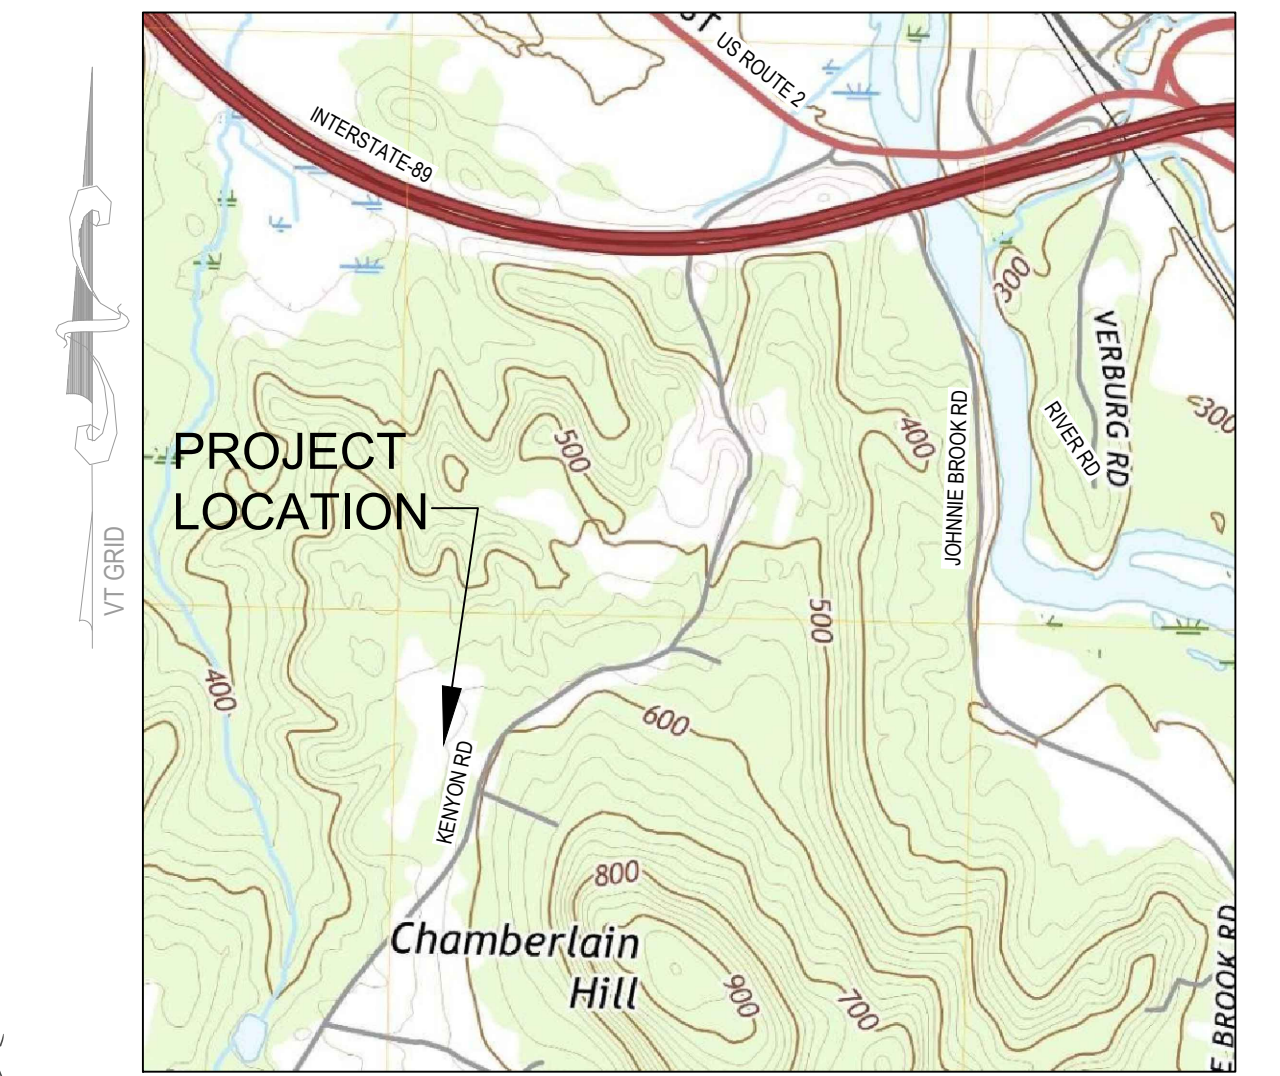 ST
US ROUTE 2
INTERSTATE-89
300
VERBURG RD
RIVER RD
300
JOHNNIE BROOK RD
400
500
PROJECT
LOCATION
VT GRID
500
400
600
KENYON RD
800
Chamberlain
Hill
900
700
E BROOK RD